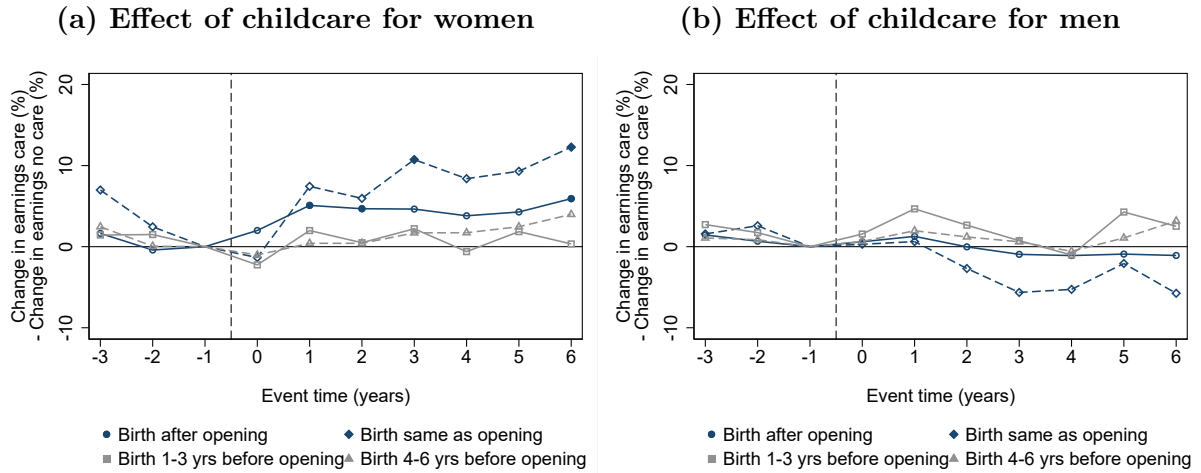 (a) Effect of childcare for women
Change in earnings care (%)
- Change in earnings no care (%)
20
10
0
-10
-3 -2 -1 0 1 2 3 4 5 6
Event time (years)
Birth after opening
Birth same as opening
Birth 1-3 yrs before opening
Birth 4-6 yrs before opening
(b) Effect of childcare for men
Change in earnings care (%)
- Change in earnings no care (%)
20
10
0
-10
-3 -2 -1 0 1 2 3 4 5 6
Event time (years)
Birth after opening
Birth same as opening
Birth 1-3 yrs before opening
Birth 4-6 yrs before opening